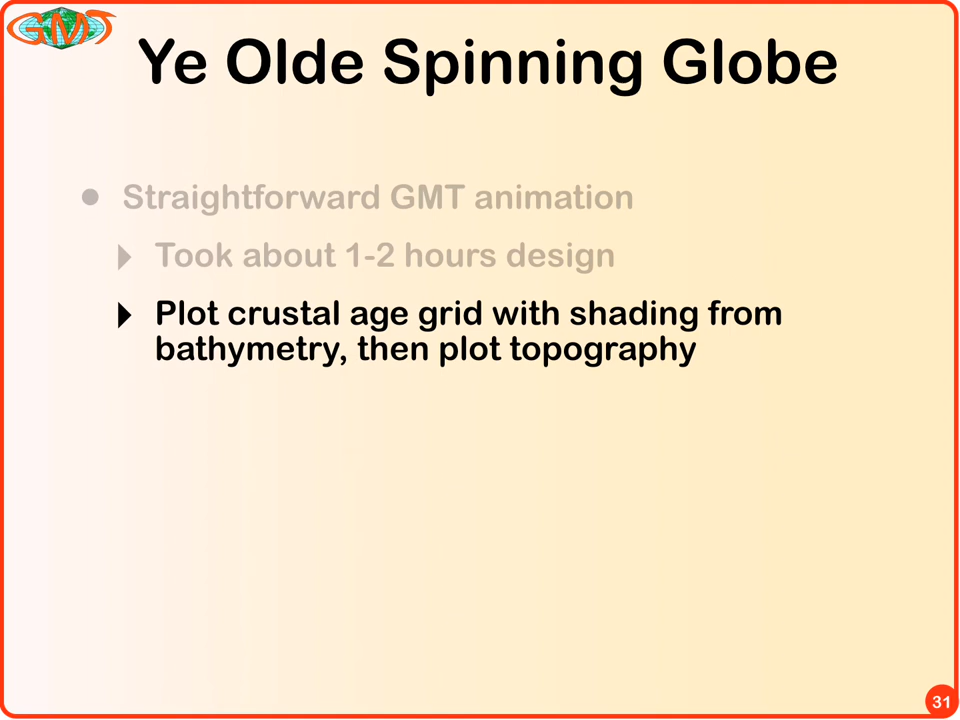 GMT
Ye Olde Spinning Globe
• Straightforward GMT animation
‣ Took about 1-2 hours design
‣ Plot crustal age grid with shading from
bathymetry, then plot topography
31